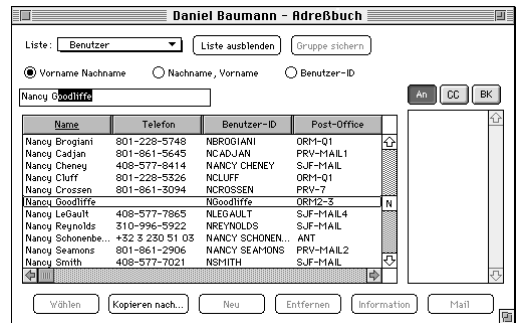 Daniel Baumann – Adreßbuch
Liste: Benutzer Liste ausblenden Gruppe sichern
Vorname Nachname Nachname, Vorname Benutzer-ID
Nancy Goodliffe An CC BK
Name Telefon Benutzer-ID Post-Office
Nancy Brogiani 801-228-5748 NBROGIANI ORM-Q1
Nancy Cadjan 801-861-5645 NCADJAN PRV-MAIL1
Nancy Cheney 408-577-8414 NANCY CHENEY SJF-MAIL
Nancy Cluff 801-228-5326 NCLUFF ORM-Q1
Nancy Crossen 801-861-3094 NCROSSEN PRV-7
Nancy Goodliffe NGoodliffe ORM2-3 N
Nancy LeGault 408-577-7865 NLEGAULT SJF-MAIL4
Nancy Reynolds 310-996-5922 NREYNOLDS SJF-MAIL
Nancy Schonenbe... +32 3 230 51 03 NANCY SCHONEN... ANT
Nancy Seamons 801-861-2906 NANCY SEAMONS PRV-MAIL2
Nancy Smith 408-577-7021 NSMITH SJF-MAIL
Wählen Kopieren nach... Neu Entfernen Information Mail